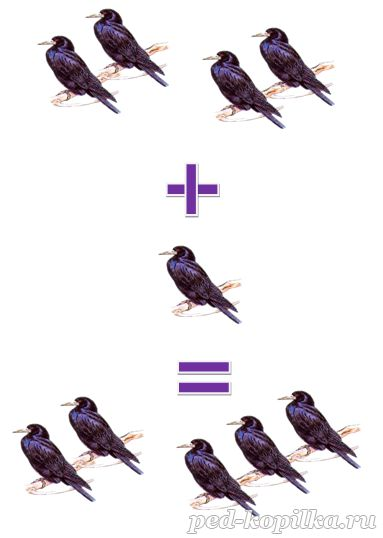 +
=
ped-kopilka.ru